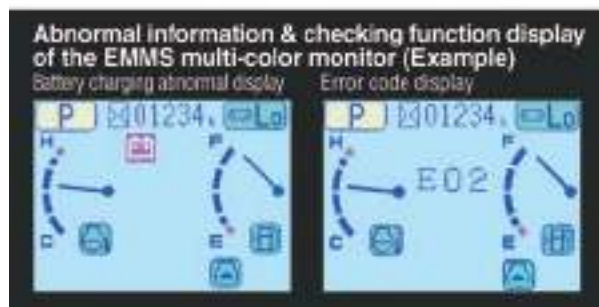 Abnormal information & checking function display
of the EMMS multi-color monitor (Example)
Battery charging abnormal display
Error code display
P 01234. Lo
H F
C E
P 01234. Lo
H F
E02
C E